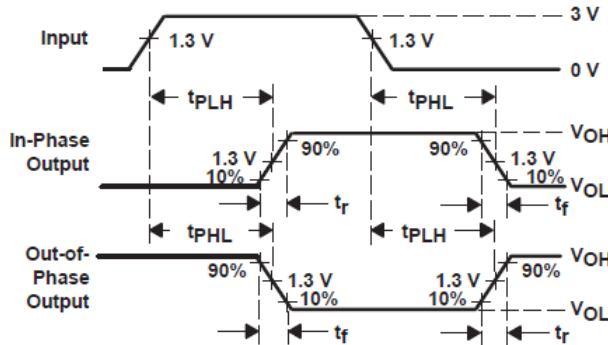 3 V
Input
1.3 V
1.3 V
0 V
tPLH
tPHL
In-Phase
Output
VOH
90%
90%
1.3 V
1.3 V
10%
10%
VOL
tr
tf
tPHL
tPLH
Out-of-
Phase
Output
VOH
90%
90%
1.3 V
1.3 V
10%
10%
VOL
tf
tr